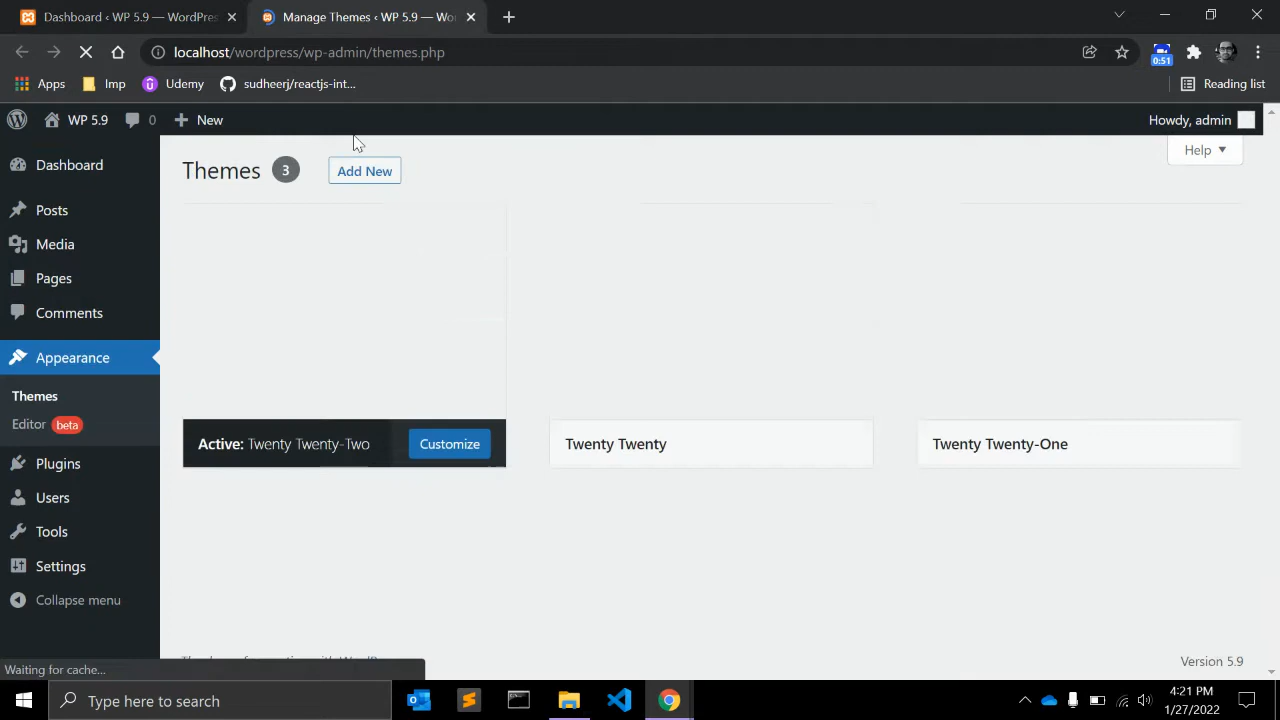 Dashboard ‹ WP 5.9 — WordPres
Manage Themes ‹ WP 5.9 — Wo
localhost/wordpress/wp-admin/themes.php
0:51
Apps
Imp
Udemy
sudheerj/reactjs-int...
Reading list
WP 5.9
0
New
Howdy, admin
Dashboard
Posts
Media
Pages
Comments
Appearance
Themes
Editor beta
Plugins
Users
Tools
Settings
Collapse menu
Themes 3
Add New
Help
Active: Twenty Twenty-Two
Customize
Twenty Twenty
Twenty Twenty-One
Version 5.9
Waiting for cache...
Type here to search
4:21 PM
1/27/2022